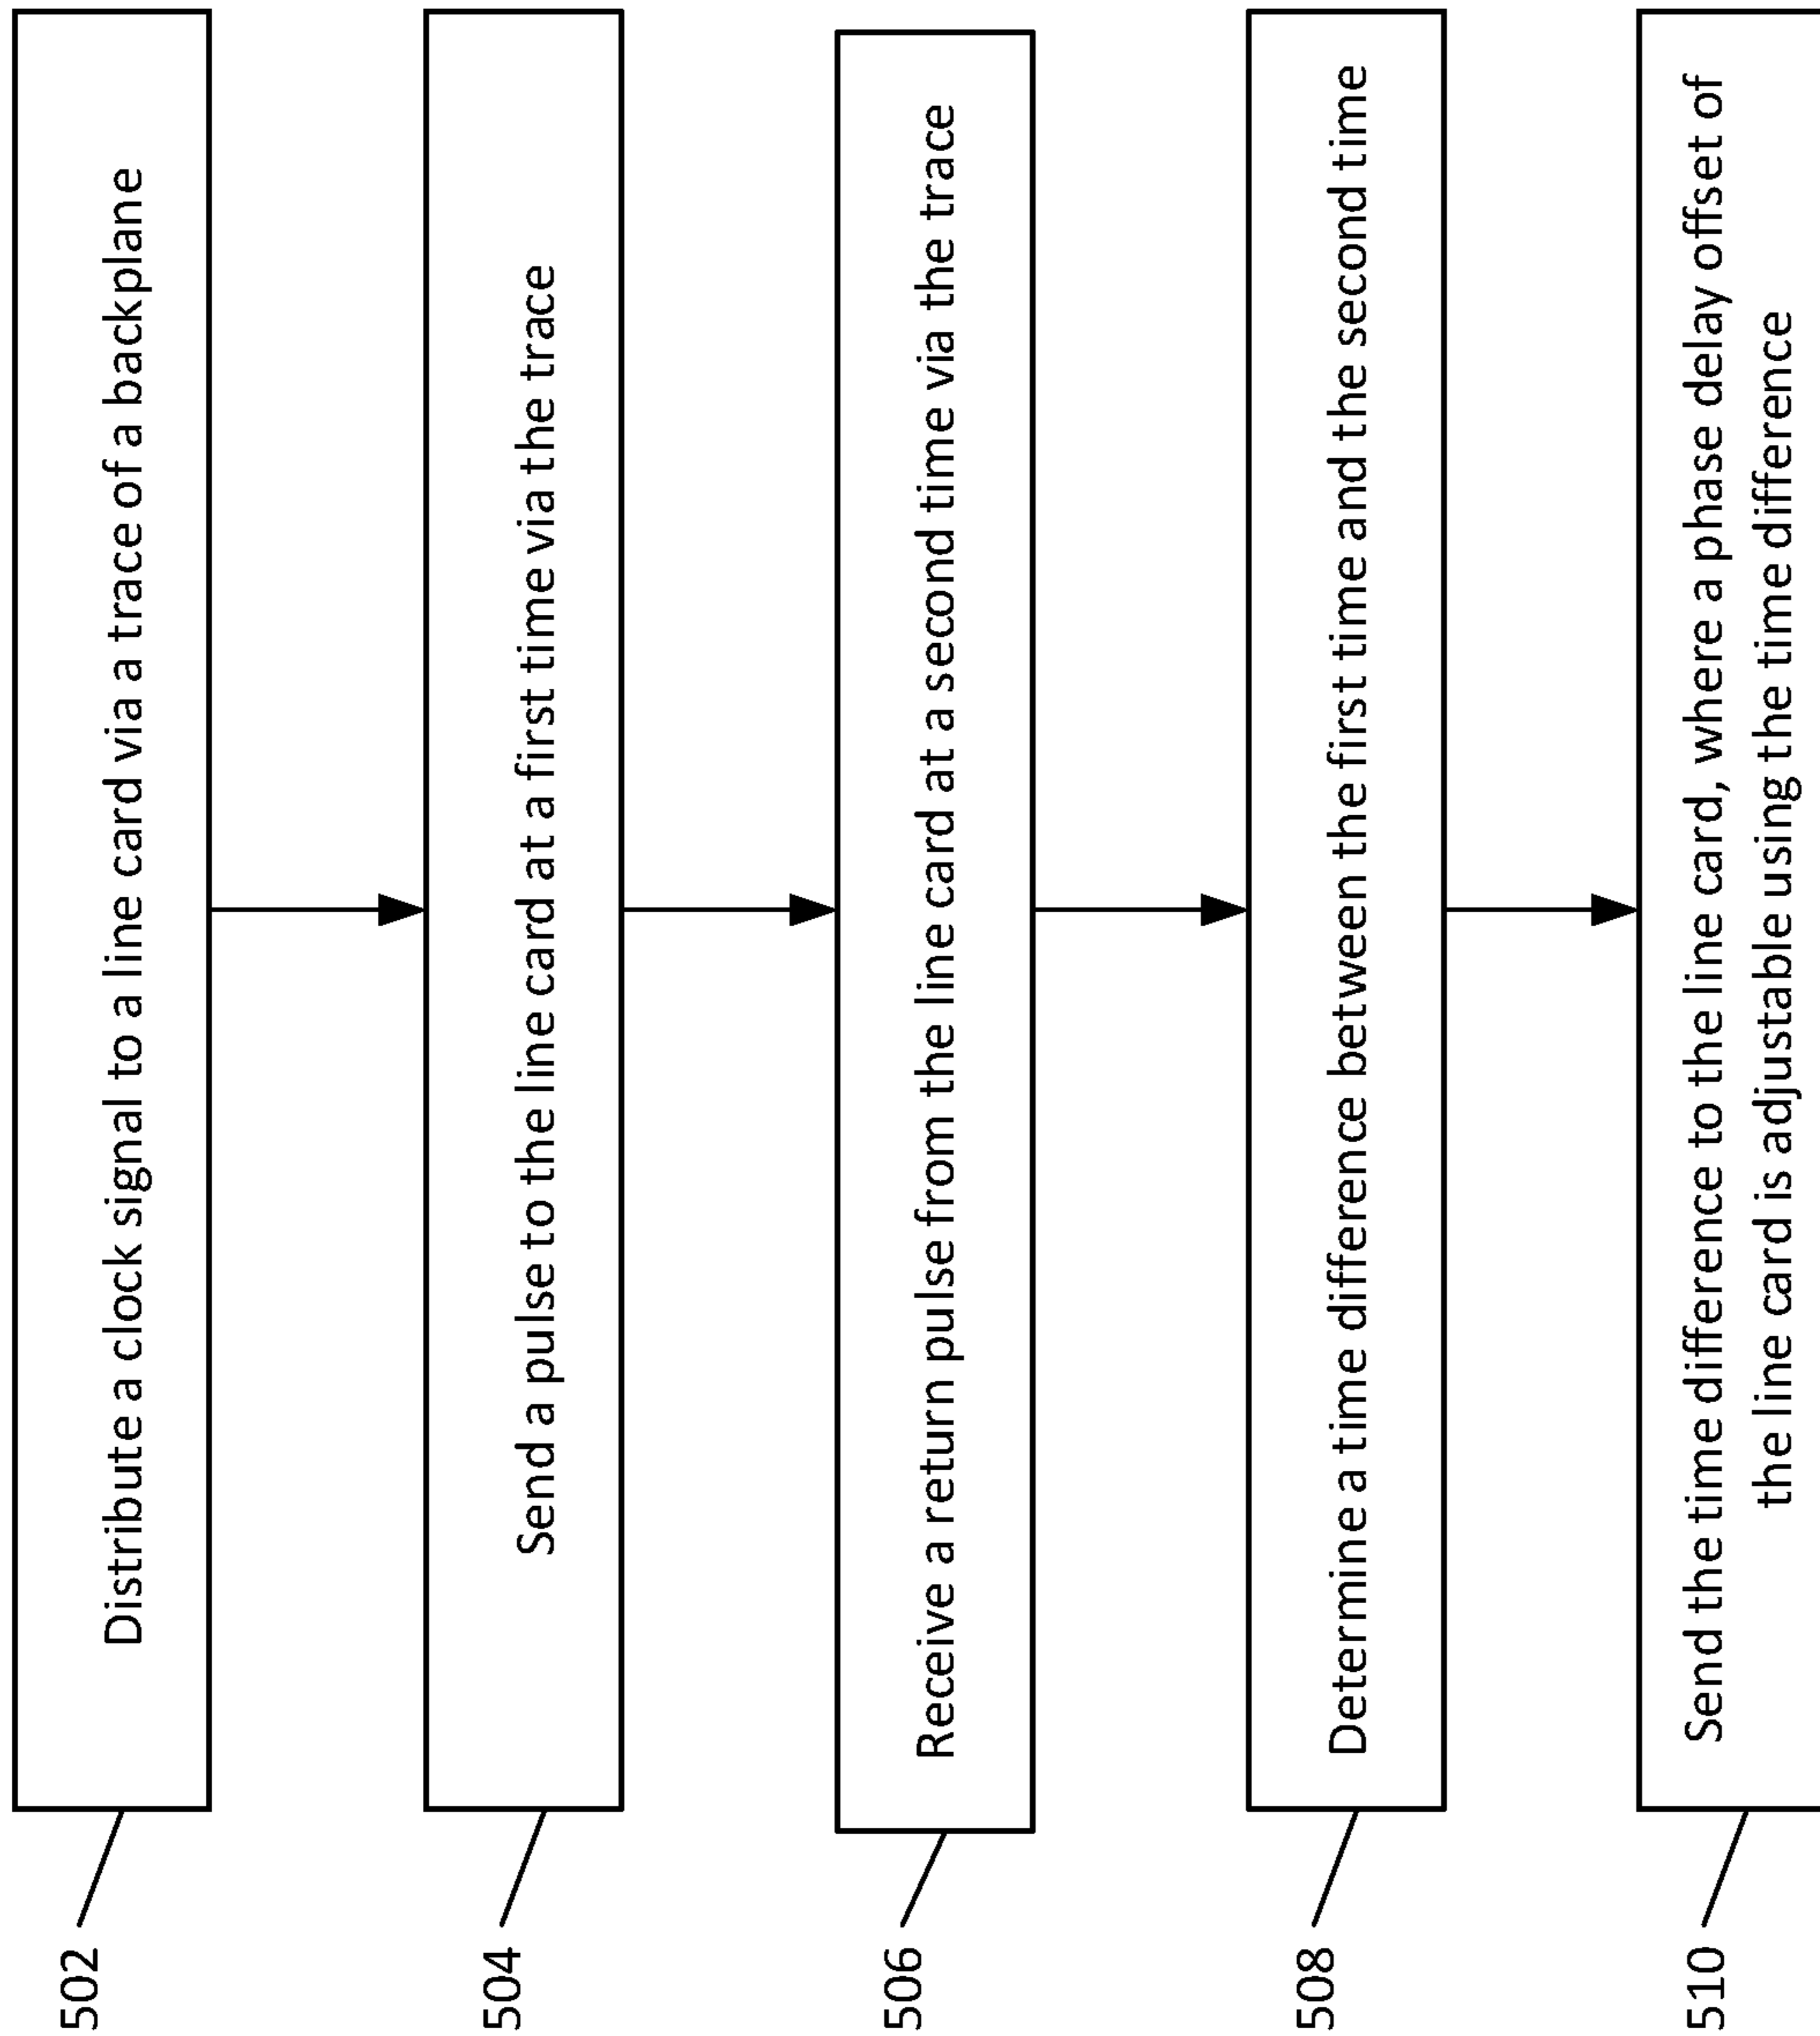 502
Distribute a clock signal to a line card via a trace of a backplane
504
Send a pulse to the line card at a first time via the trace
506
Receive a return pulse from the line card at a second time via the trace
508
Determine a time difference between the first time and the second time
510
Send the time difference to the line card, where a phase delay offset of
the line card is adjustable using the time difference